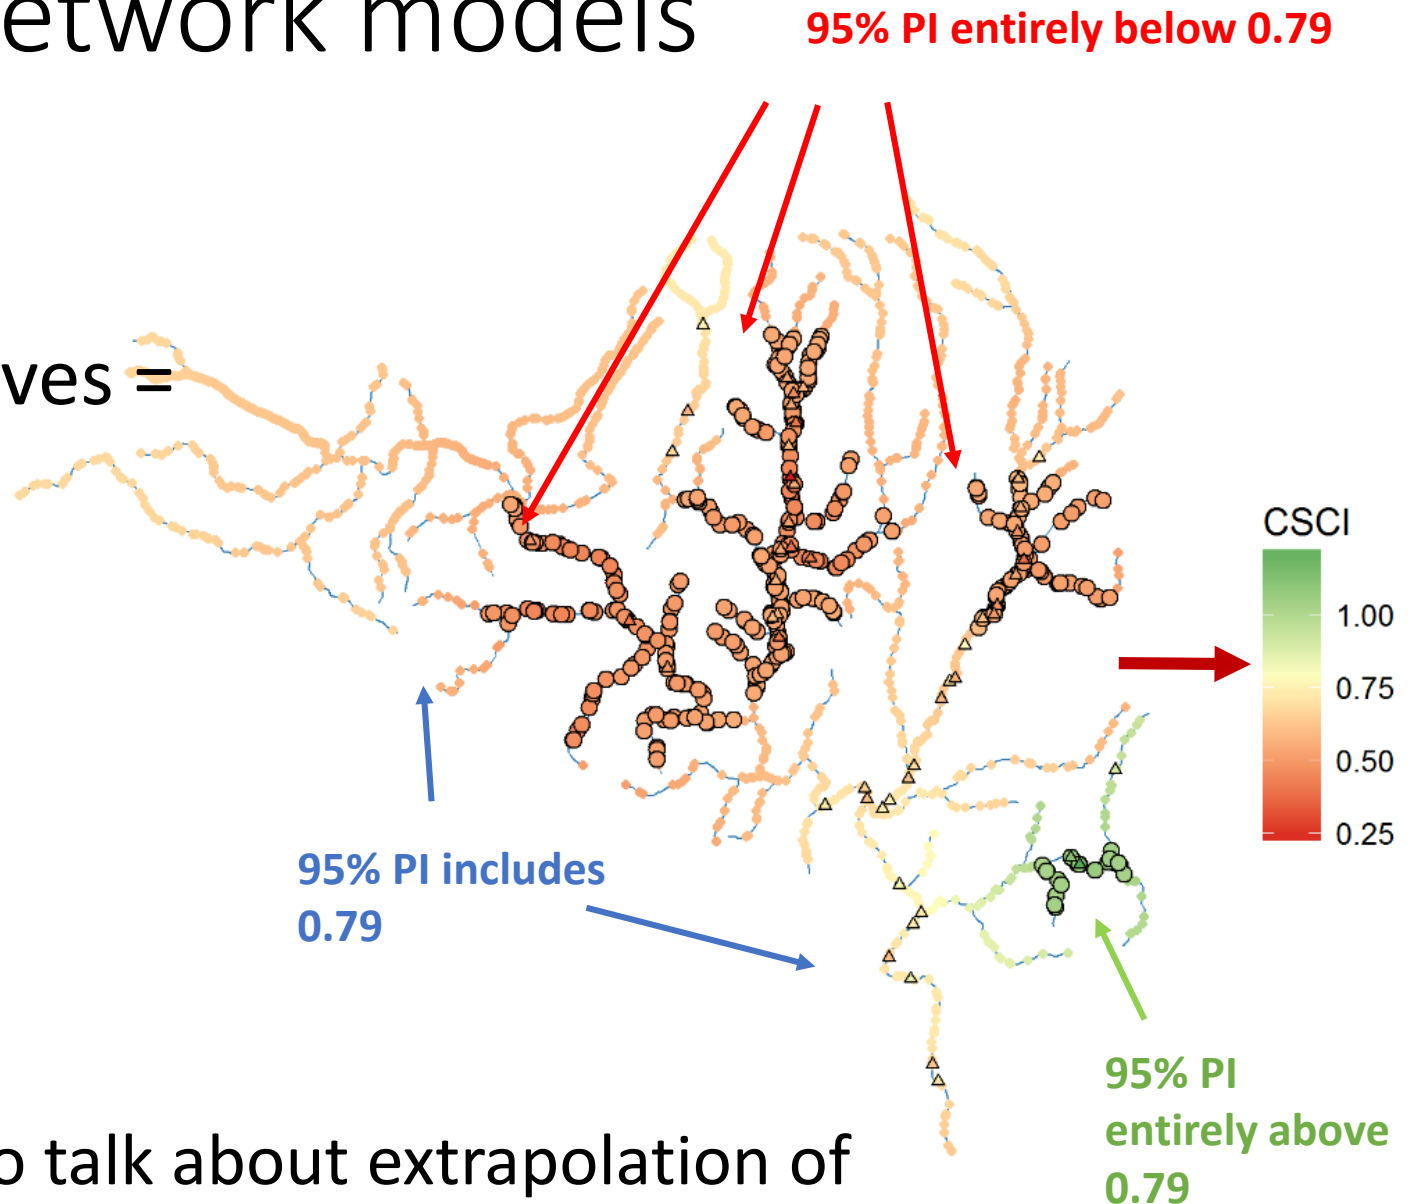 etwork models
95% PI entirely below 0.79
ves =
CSCI
1.00
0.75
0.50
0.25
95% PI includes
0.79
95% PI
entirely above
0.79
o talk about extrapolation of